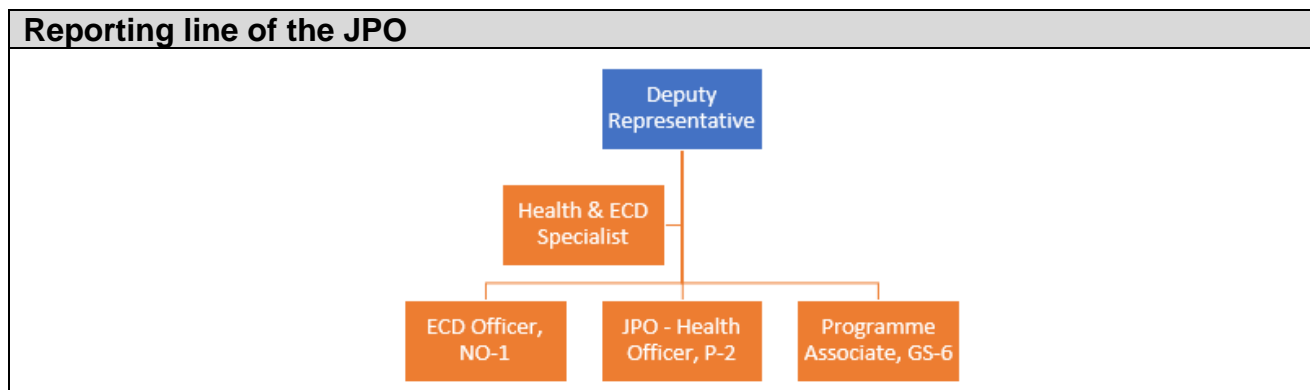 Reporting line of the JPO
Deputy
Representative
Health & ECD
Specialist
ECD Officer,
NO-1
JPO - Health
Officer, P-2
Programme
Associate, GS-6